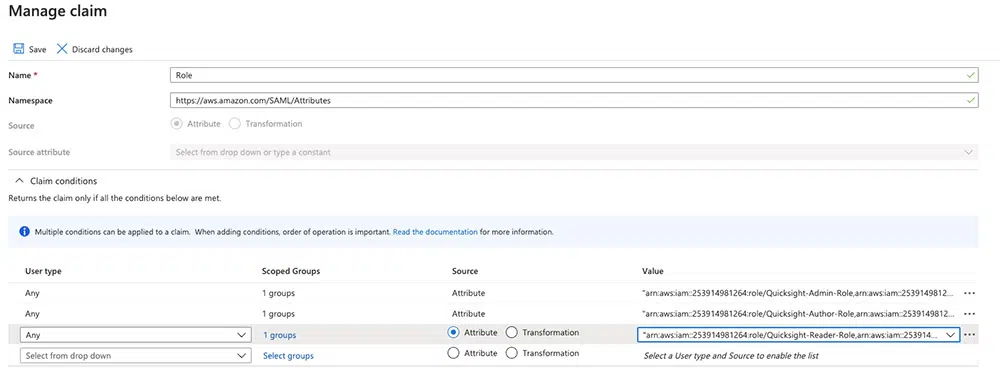 Manage claim
Save Discard changes
Name * Role
Namespace https://aws.amazon.com/SAML/Attributes
Source Attribute Transformation
Source attribute Select from drop down or type a constant
Claim conditions
Returns the claim only if all the conditions below are met.
Multiple conditions can be applied to a claim. When adding conditions, order of operation is important. Read the documentation for more information.
User type Scoped Groups Source Value
Any 1 groups Attribute "arn:aws:iam::253914981264:role/Quicksight-Admin-Role,arn:aws:iam::2539149812... •••
Any 1 groups Attribute "arn:aws:iam::253914981264:role/Quicksight-Author-Role,arn:aws:iam::253914981... •••
Any 1 groups Attribute Transformation "arn:aws:iam::253914981264:role/Quicksight-Reader-Role,arn:aws:iam::253914... •••
Select from drop down Select groups Attribute Transformation Select a User type and Source to enable the list